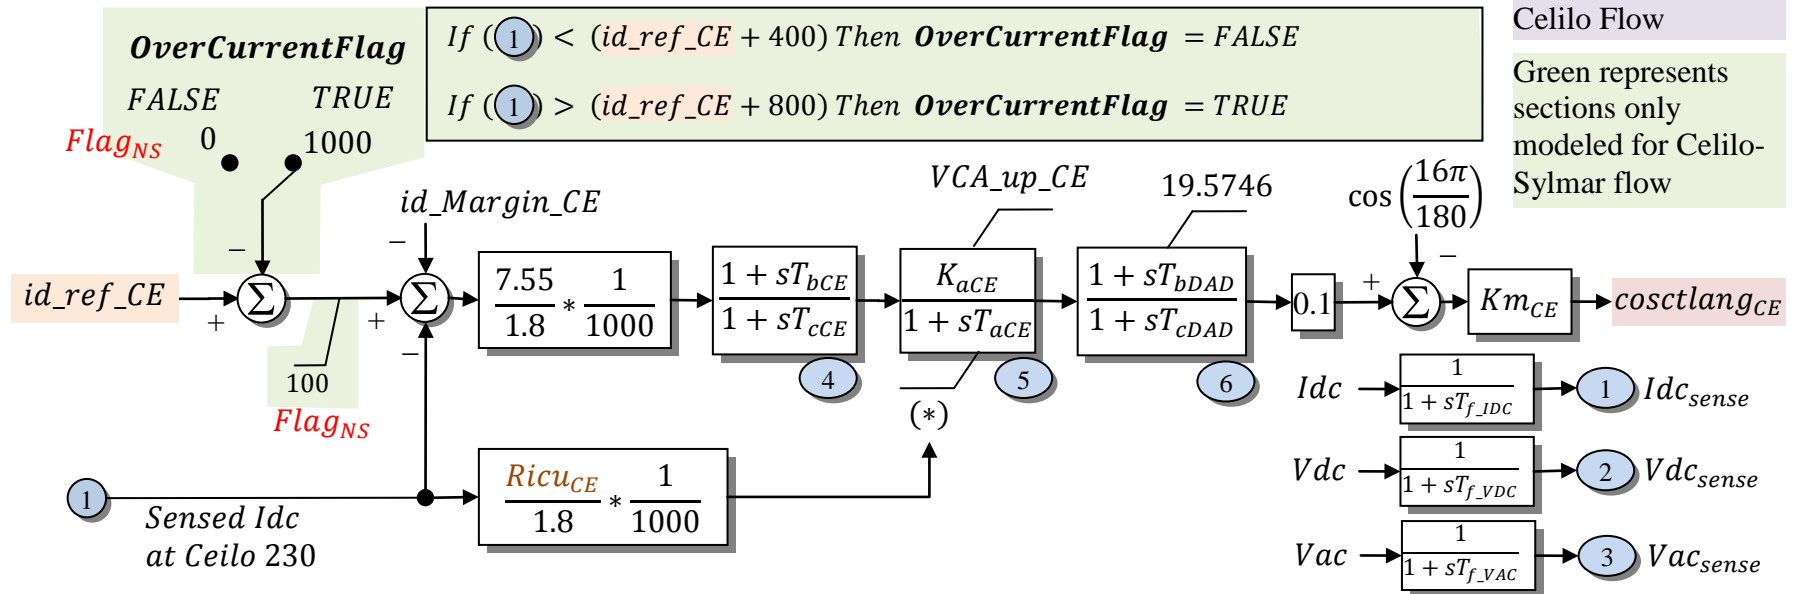 OverCurrentFlag
FALSE TRUE
Flag_NS 0 1000
If (1) < (id_ref_CE + 400) Then OverCurrentFlag = FALSE
If (1) > (id_ref_CE + 800) Then OverCurrentFlag = TRUE
Celilo Flow
Green represents
sections only
modeled for Celilo-
Sylmar flow
id_ref_CE
−
+
Σ
100
Flag_NS
id_Margin_CE
−
+
−
Σ
7.55/1.8 * 1/1000
1 + sT_bCE
1 + sT_cCE
4
VCA_up_CE
K_aCE
1 + sT_aCE
5
(*)
19.5746
1 + sT_bDAD
1 + sT_cDAD
6
0.1
cos(16π/180)
+
−
Σ
Km_CE
cosctlang_CE
1
Sensed Idc
at Ceilo 230
Ricu_CE/1.8 * 1/1000
Idc 1/(1 + sT_f_IDC) 1 Idc_sense
Vdc 1/(1 + sT_f_VDC) 2 Vdc_sense
Vac 1/(1 + sT_f_VAC) 3 Vac_sense